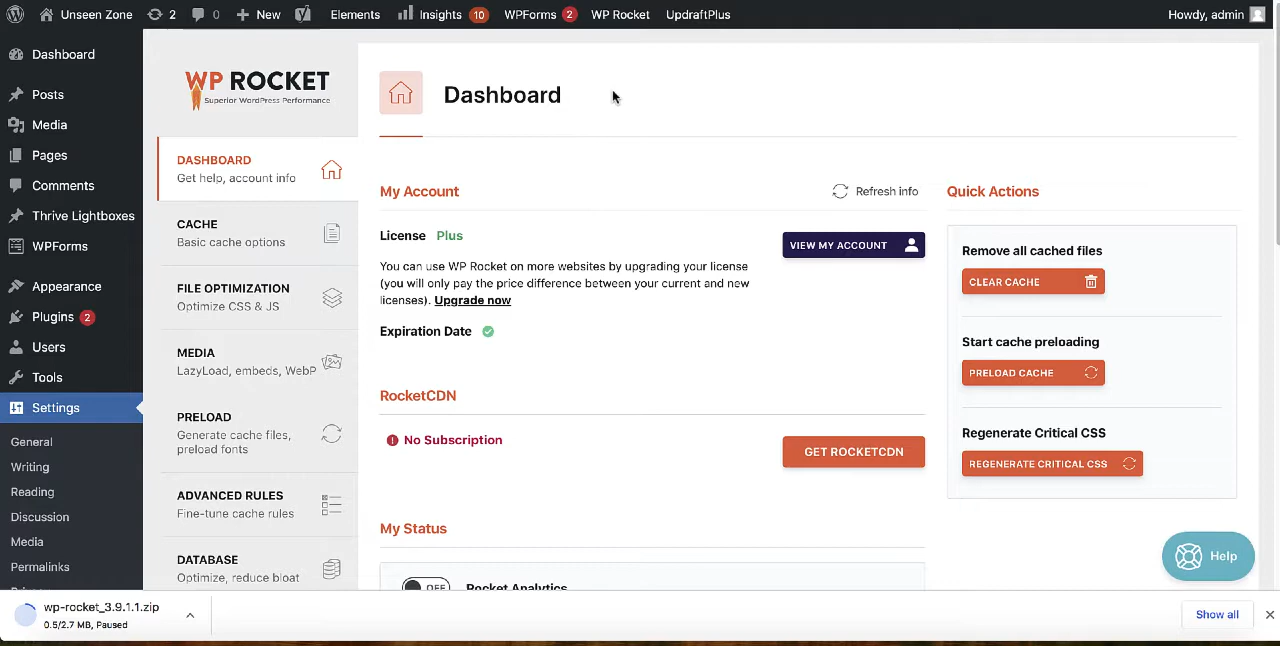 Unseen Zone 2 0 New Elements Insights 10 WPForms 2 WP Rocket UpdraftPlus Howdy, admin
Dashboard
Posts
Media
Pages
Comments
Thrive Lightboxes
WPForms
Appearance
Plugins 2
Users
Tools
Settings
General
Writing
Reading
Discussion
Media
Permalinks
WP ROCKET
Superior WordPress Performance
DASHBOARD
Get help, account info
CACHE
Basic cache options
FILE OPTIMIZATION
Optimize CSS & JS
MEDIA
LazyLoad, embeds, WebP
PRELOAD
Generate cache files,
preload fonts
ADVANCED RULES
Fine-tune cache rules
DATABASE
Optimize, reduce bloat
Dashboard
My Account
Refresh info
License Plus
VIEW MY ACCOUNT
You can use WP Rocket on more websites by upgrading your license
(you will only pay the price difference between your current and new
licenses). Upgrade now
Expiration Date
RocketCDN
No Subscription
GET ROCKETCDN
My Status
OFF Rocket Analytics
Quick Actions
Remove all cached files
CLEAR CACHE
Start cache preloading
PRELOAD CACHE
Regenerate Critical CSS
REGENERATE CRITICAL CSS
Help
wp-rocket_3.9.1.1.zip
0.5/2.7 MB, Paused
Show all